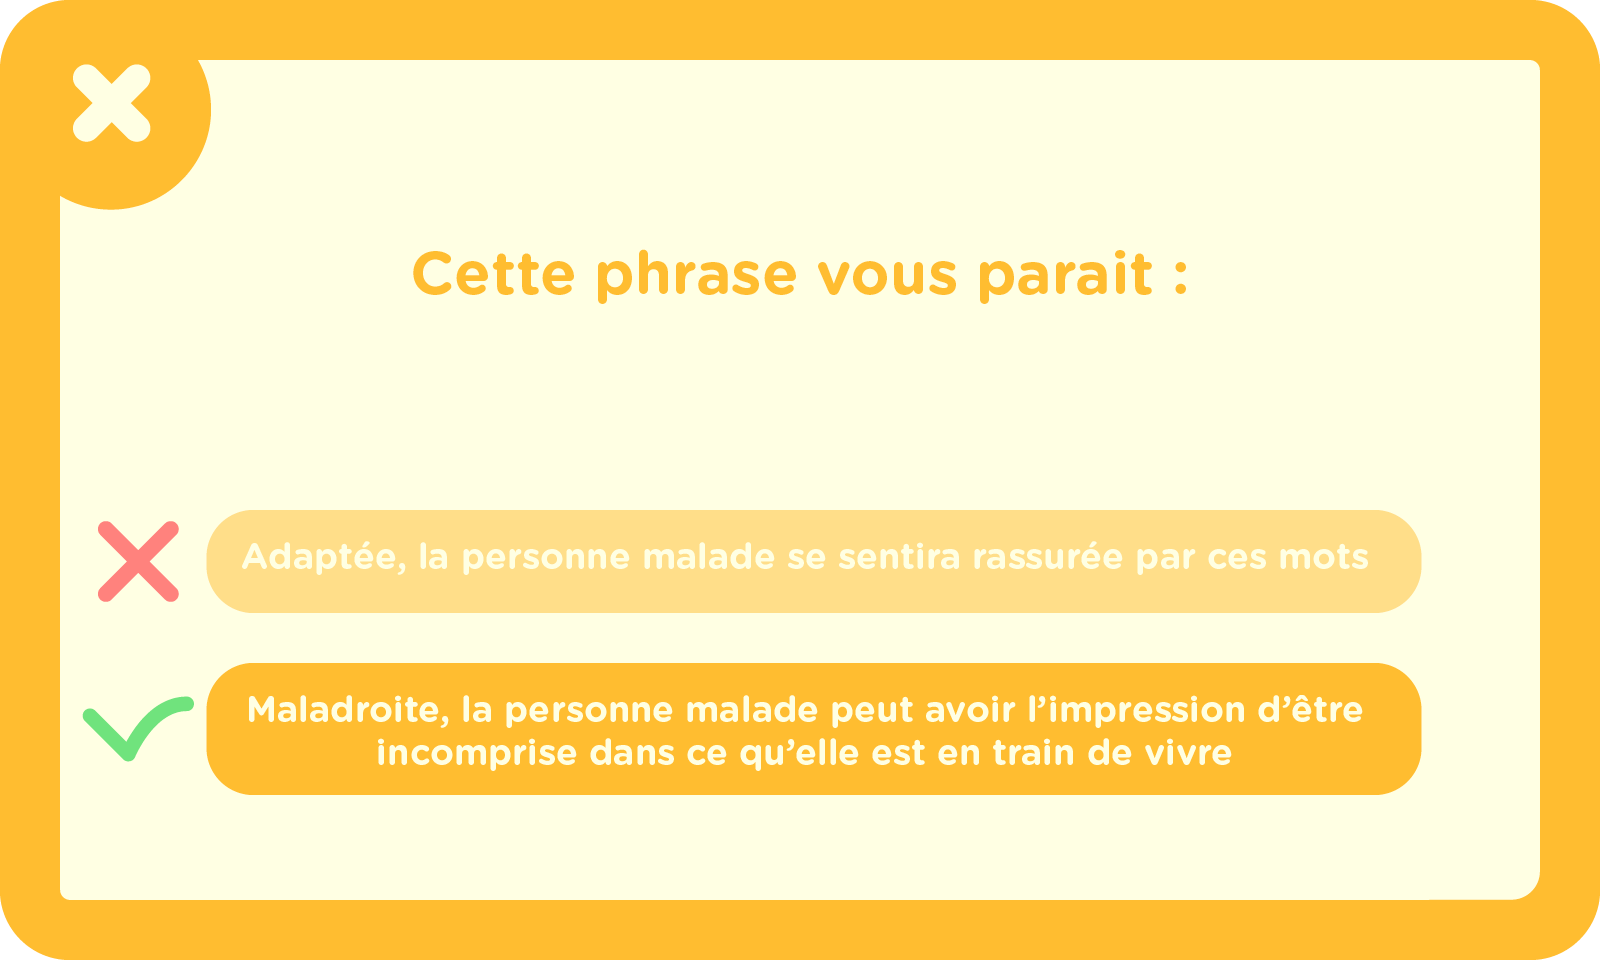 Cette phrase vous parait :
Adaptée, la personne malade se sentira rassurée par ces mots
Maladroite, la personne malade peut avoir l’impression d’être
incomprise dans ce qu’elle est en train de vivre